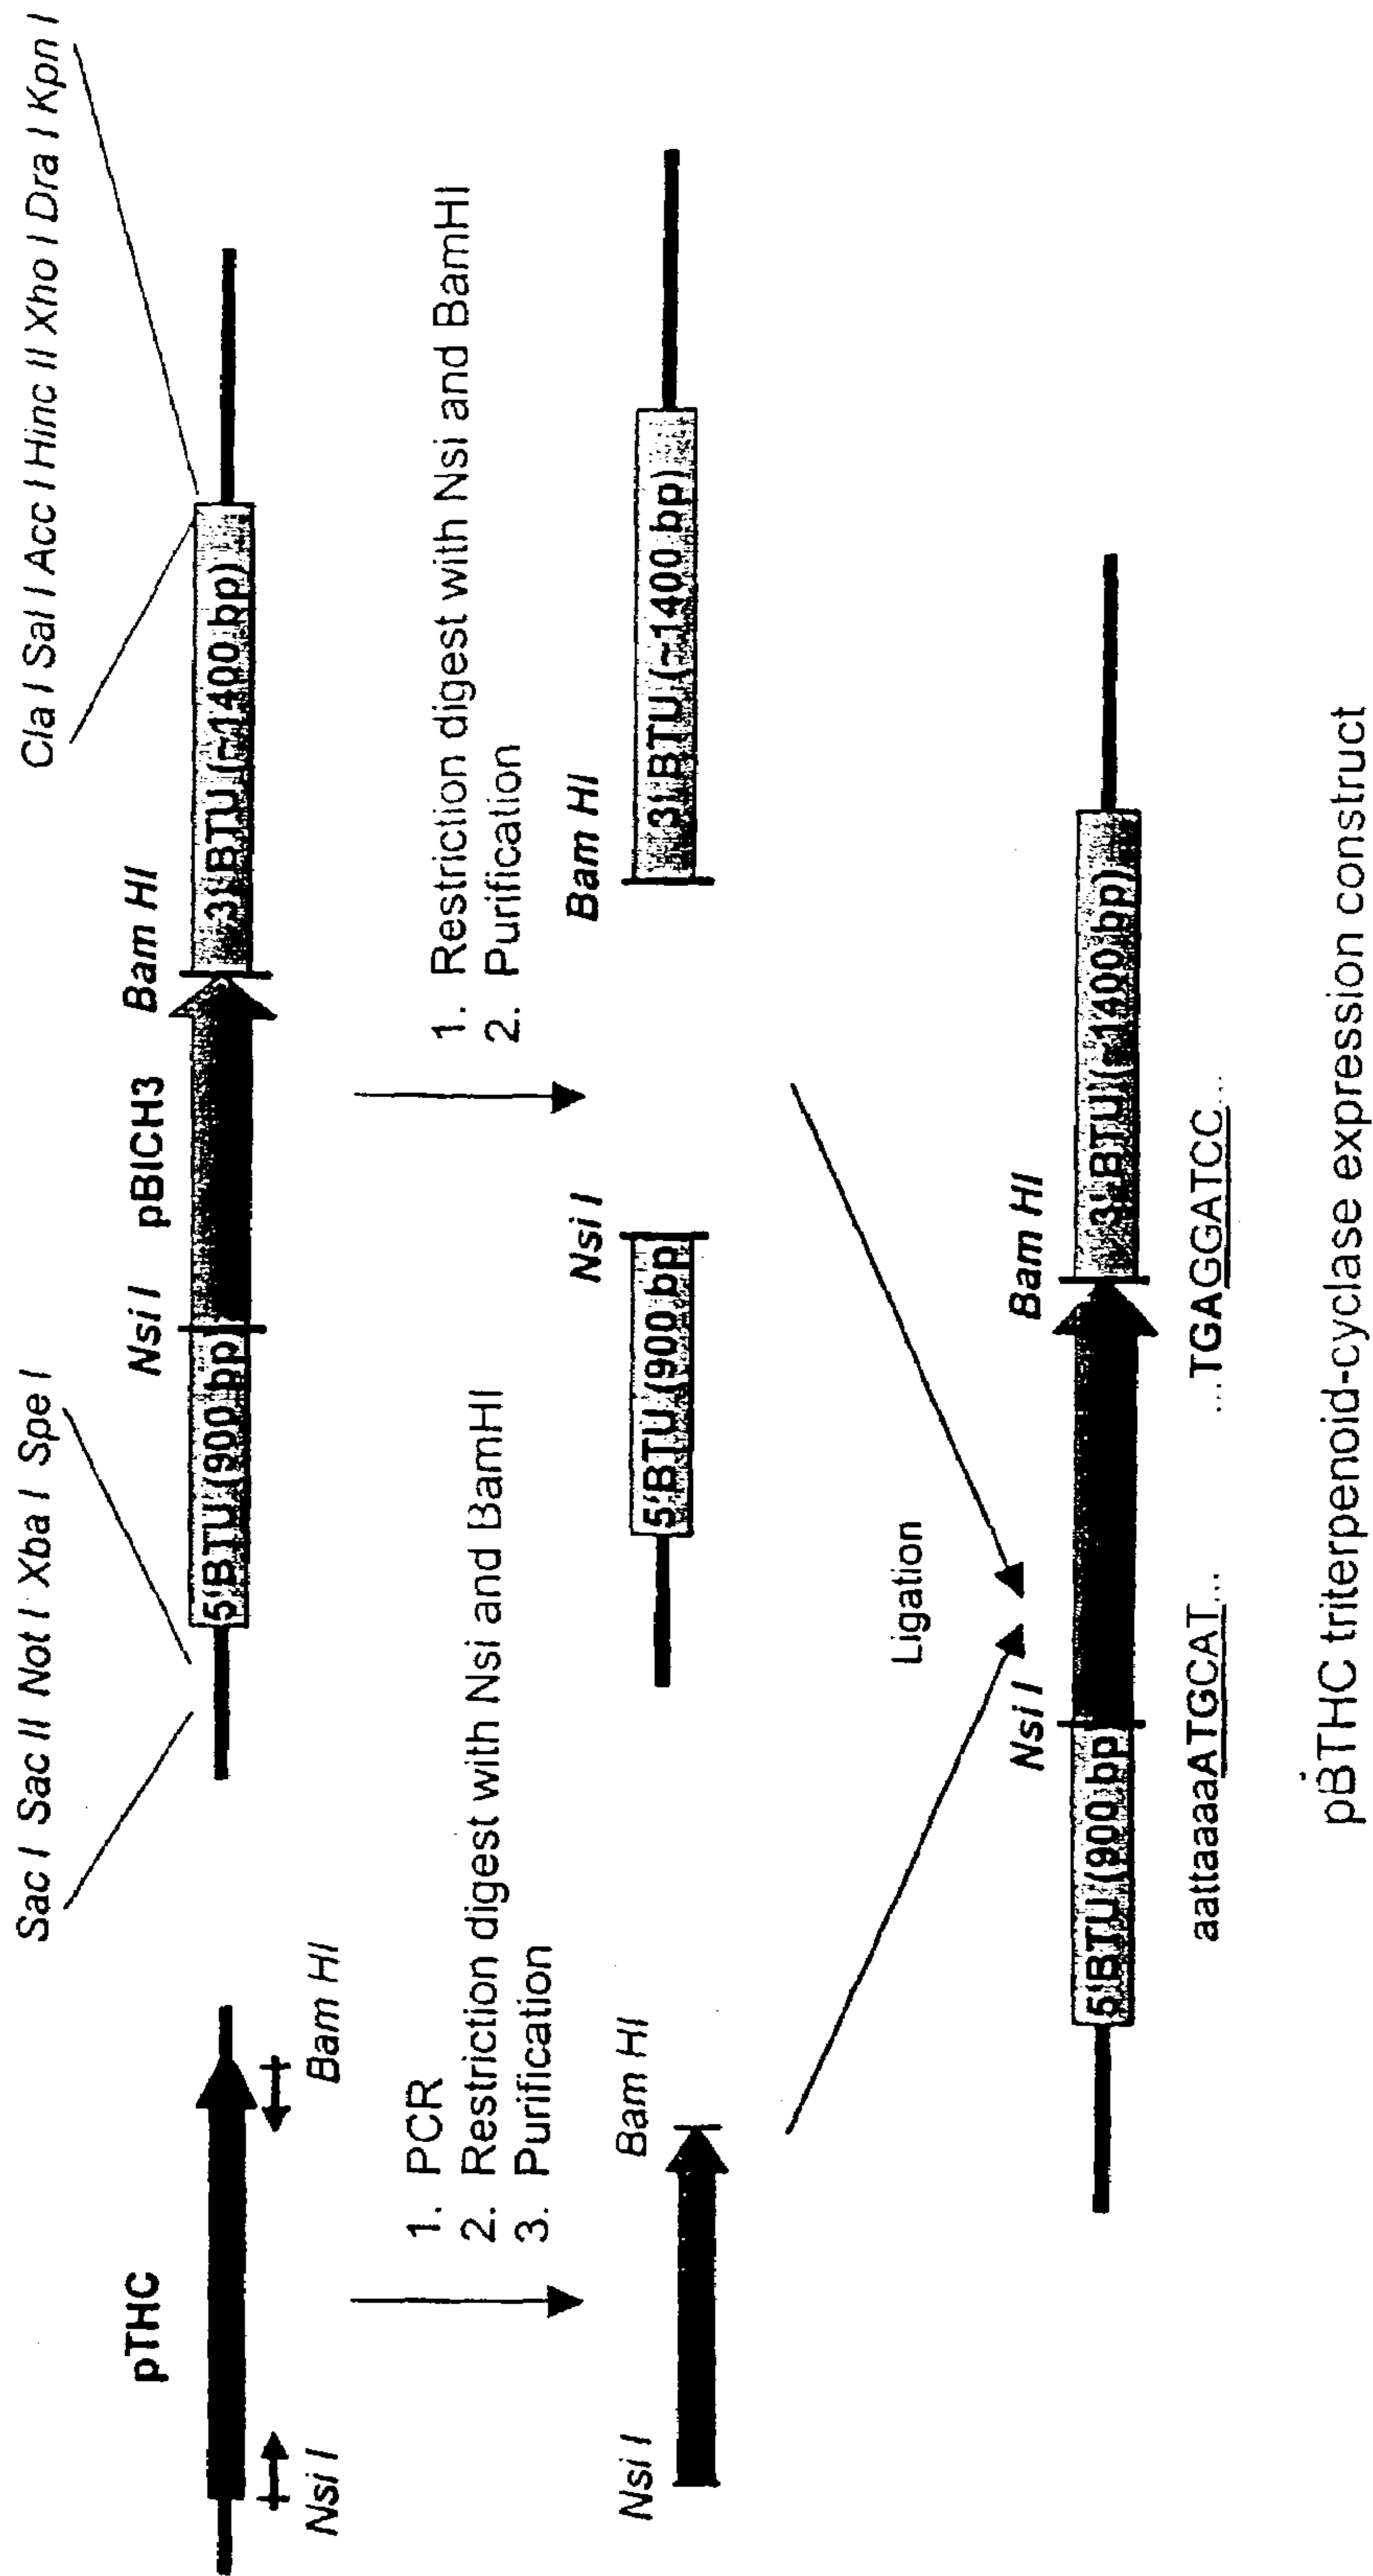 Sac I Sac II Not I Xba I Spe I
Cla I Sal I Acc I Hinc II Xho I Dra I Kpn I
pTHC
Nsi I
Bam HI
Nsi I
pBICH3
Bam HI
5'BTU (900 bp)
3'BTU (~1400 bp)
1. PCR
2. Restriction digest with Nsi and BamHI
3. Purification
1. Restriction digest with Nsi and BamHI
2. Purification
Nsi I
Bam HI
Nsi I
Bam HI
5'BTU (900 bp)
3'BTU (~1400 bp)
Ligation
Nsi I
Bam HI
5'BTU (900 bp)
3'BTU (~1400 bp)
aattaaaaATGCAT...
...TGAGGATCC...
pBTHC triterpenoid-cyclase expression construct